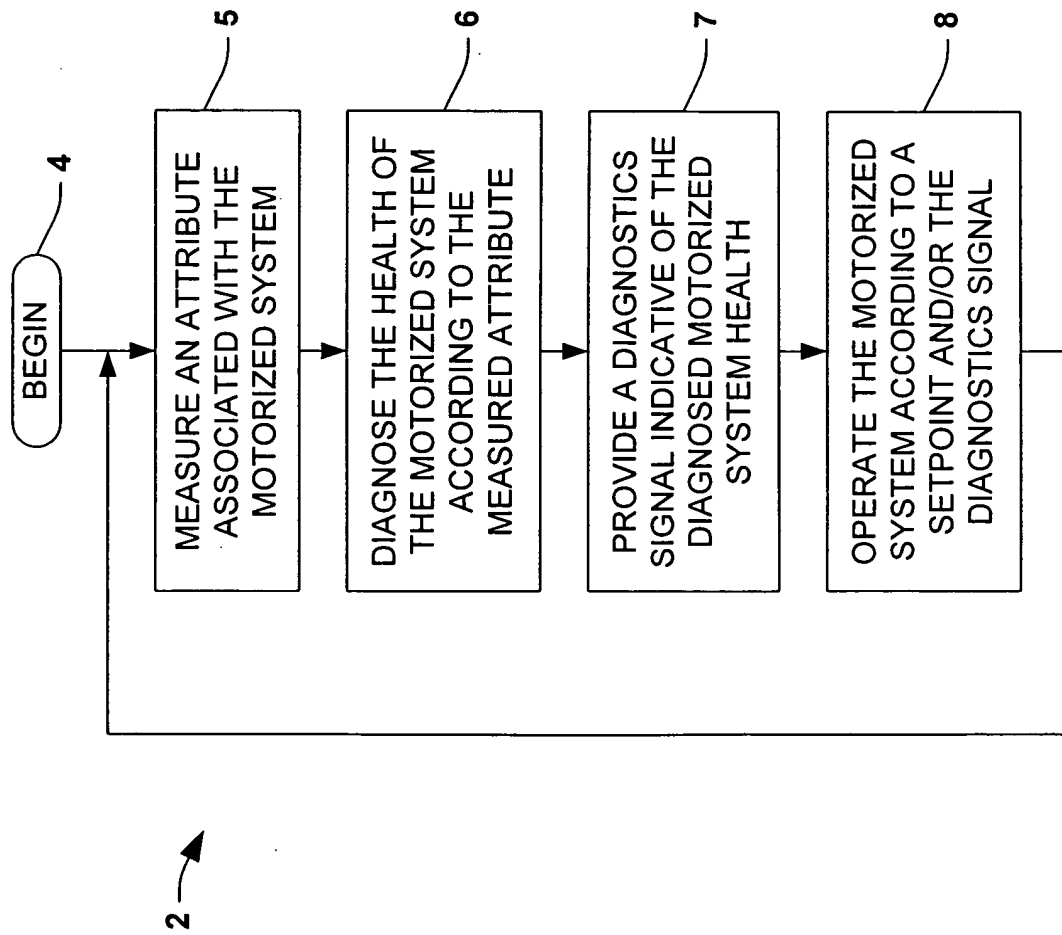 2
BEGIN
4
MEASURE AN ATTRIBUTE
ASSOCIATED WITH THE
MOTORIZED SYSTEM
5
DIAGNOSE THE HEALTH OF
THE MOTORIZED SYSTEM
ACCORDING TO THE
MEASURED ATTRIBUTE
6
PROVIDE A DIAGNOSTICS
SIGNAL INDICATIVE OF THE
DIAGNOSED MOTORIZED
SYSTEM HEALTH
7
OPERATE THE MOTORIZED
SYSTEM ACCORDING TO A
SETPOINT AND/OR THE
DIAGNOSTICS SIGNAL
8